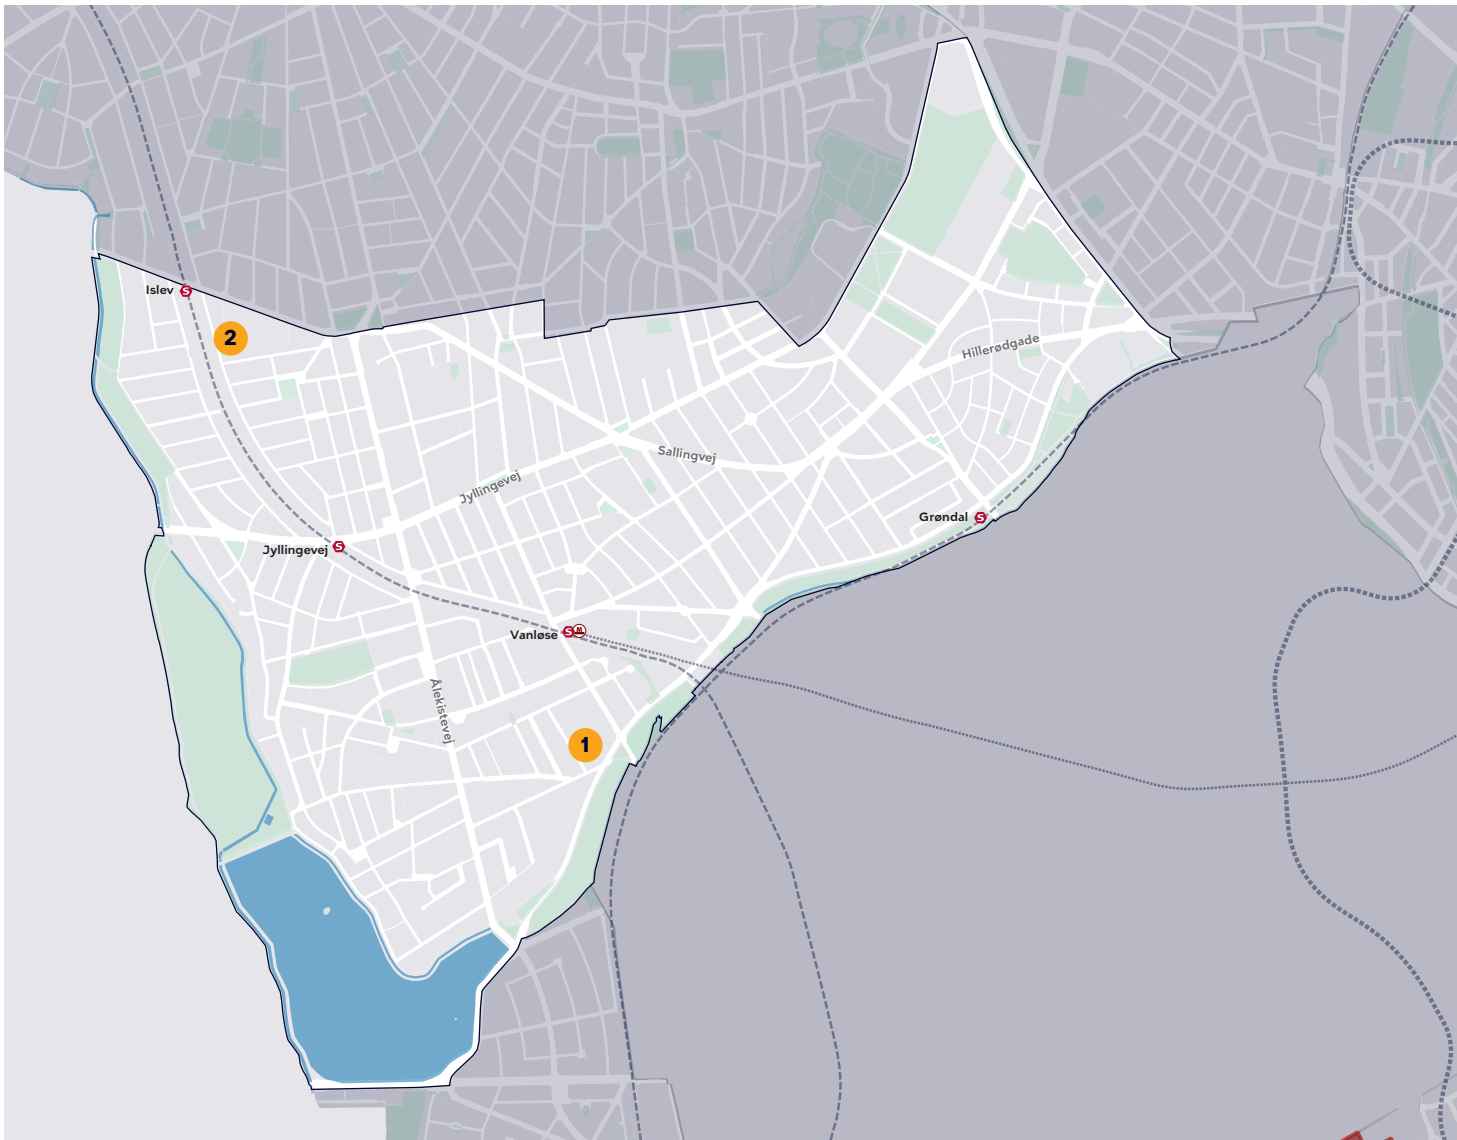 Islev S
2
Hillerødgade
Sallingvej
Jyllingevej
Grøndal S
Jyllingevej S
Vanløse S M
Ålekistevej
1